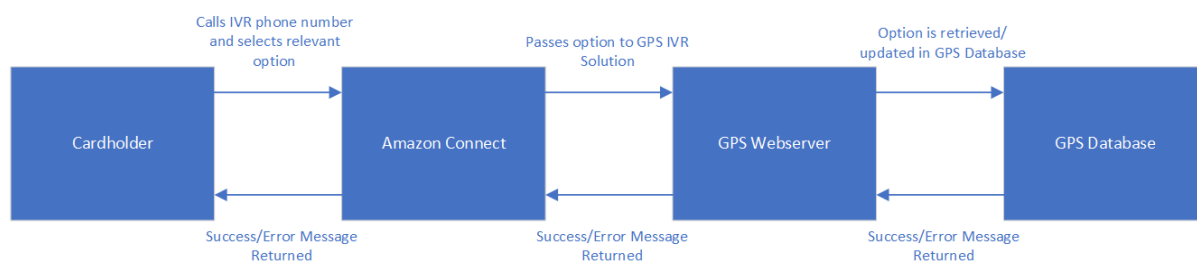 Calls IVR phone number
and selects relevant
option
Passes option to GPS IVR
Solution
Option is retrieved/
updated in GPS Database
Cardholder
Amazon Connect
GPS Webserver
GPS Database
Success/Error Message
Returned
Success/Error Message
Returned
Success/Error Message
Returned